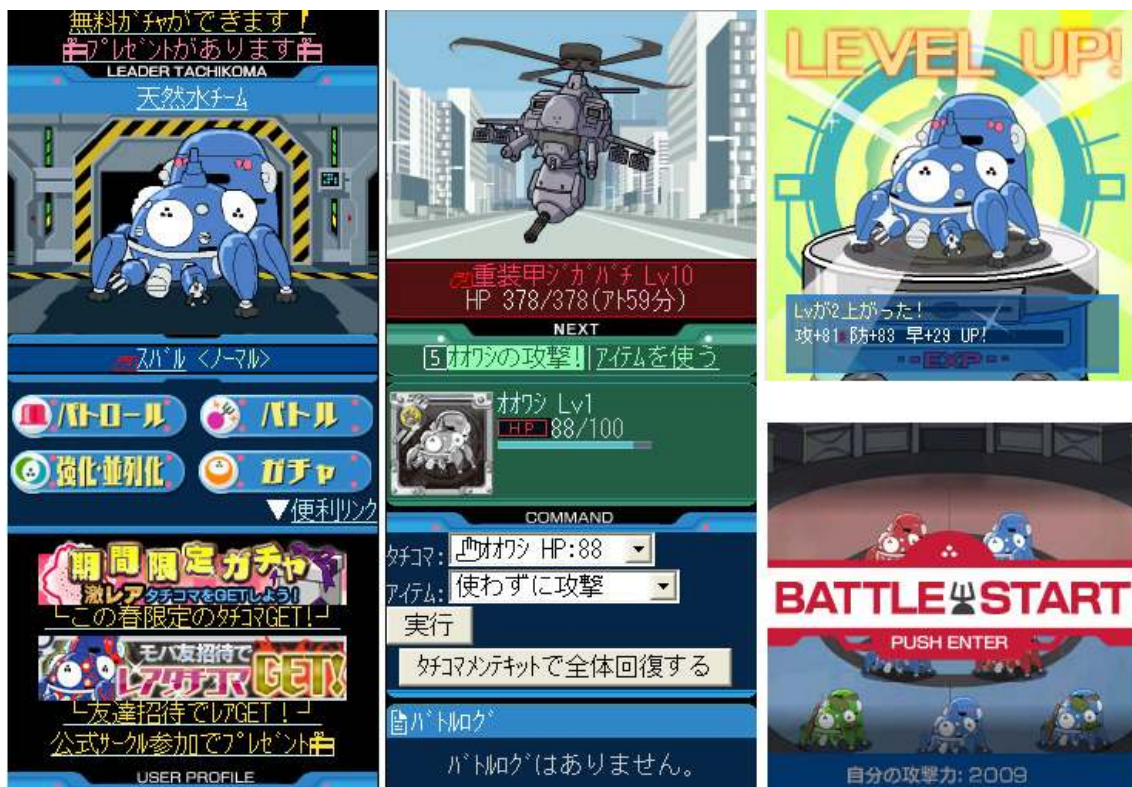 無料ガチャができます！
プレゼントがあります
LEADER TACHIKOMA
天然水チーム
スバル <ノーマル>
パトロール
バトル
強化・並列化
ガチャ
▼便利リンク
期間限定ガチャ
激レアタチコマをGETしよう！
└この春限定のタチコマGET!┘
モバ友招待で
レアタチコマGET!
└友達招待でレアGET！┘
公式サークル参加でプレゼント
USER PROFILE
重装甲ジガバチ Lv10
HP 378/378(アト59分)
NEXT
5オオワシの攻撃!|アイテムを使う
オオワシ Lv1
HP 88/100
COMMAND
タチコマ: オオワシ HP:88
アイテム: 使わずに攻撃
実行
タチコマメンテキットで全体回復する
バトルログ
バトルログはありません。
LEVEL UP!
Lvが2上がった！
攻+81 防+83 早+29 UP!
EXP
BATTLE START
PUSH ENTER
自分の攻撃力: 2009